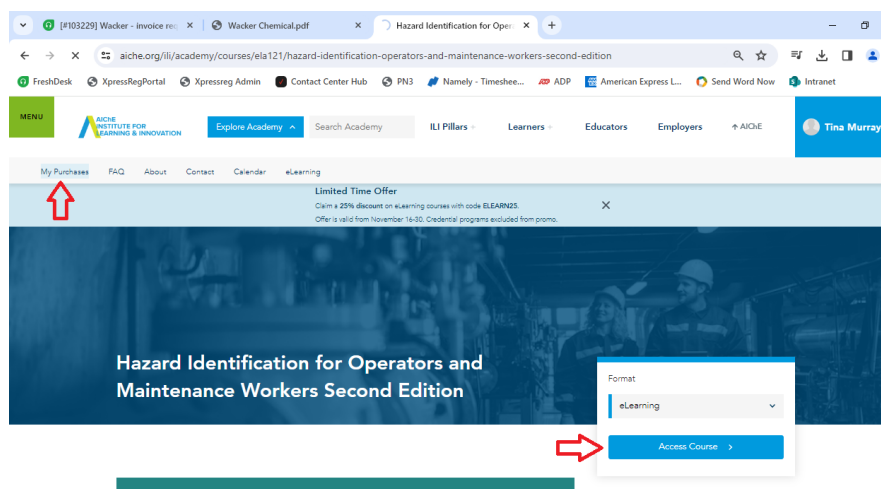 [#103229] Wacker - invoice req
Wacker Chemical.pdf
Hazard Identification for Opera
aiche.org/ili/academy/courses/ela121/hazard-identification-operators-and-maintenance-workers-second-edition
FreshDesk XpressRegPortal Xpressreg Admin Contact Center Hub PN3 Namely - Timeshee... ADP American Express L... Send Word Now Intranet
MENU
AIChE
INSTITUTE FOR
LEARNING & INNOVATION
Explore Academy
Search Academy
ILI Pillars
Learners
Educators
Employers
AIChE
Tina Murray
My Purchases FAQ About Contact Calendar eLearning
Limited Time Offer
Claim a 25% discount on eLearning courses with code ELEARN25.
Offer is valid from November 16-30. Credential programs excluded from promo.
Hazard Identification for Operators and
Maintenance Workers Second Edition
Format
eLearning
Access Course